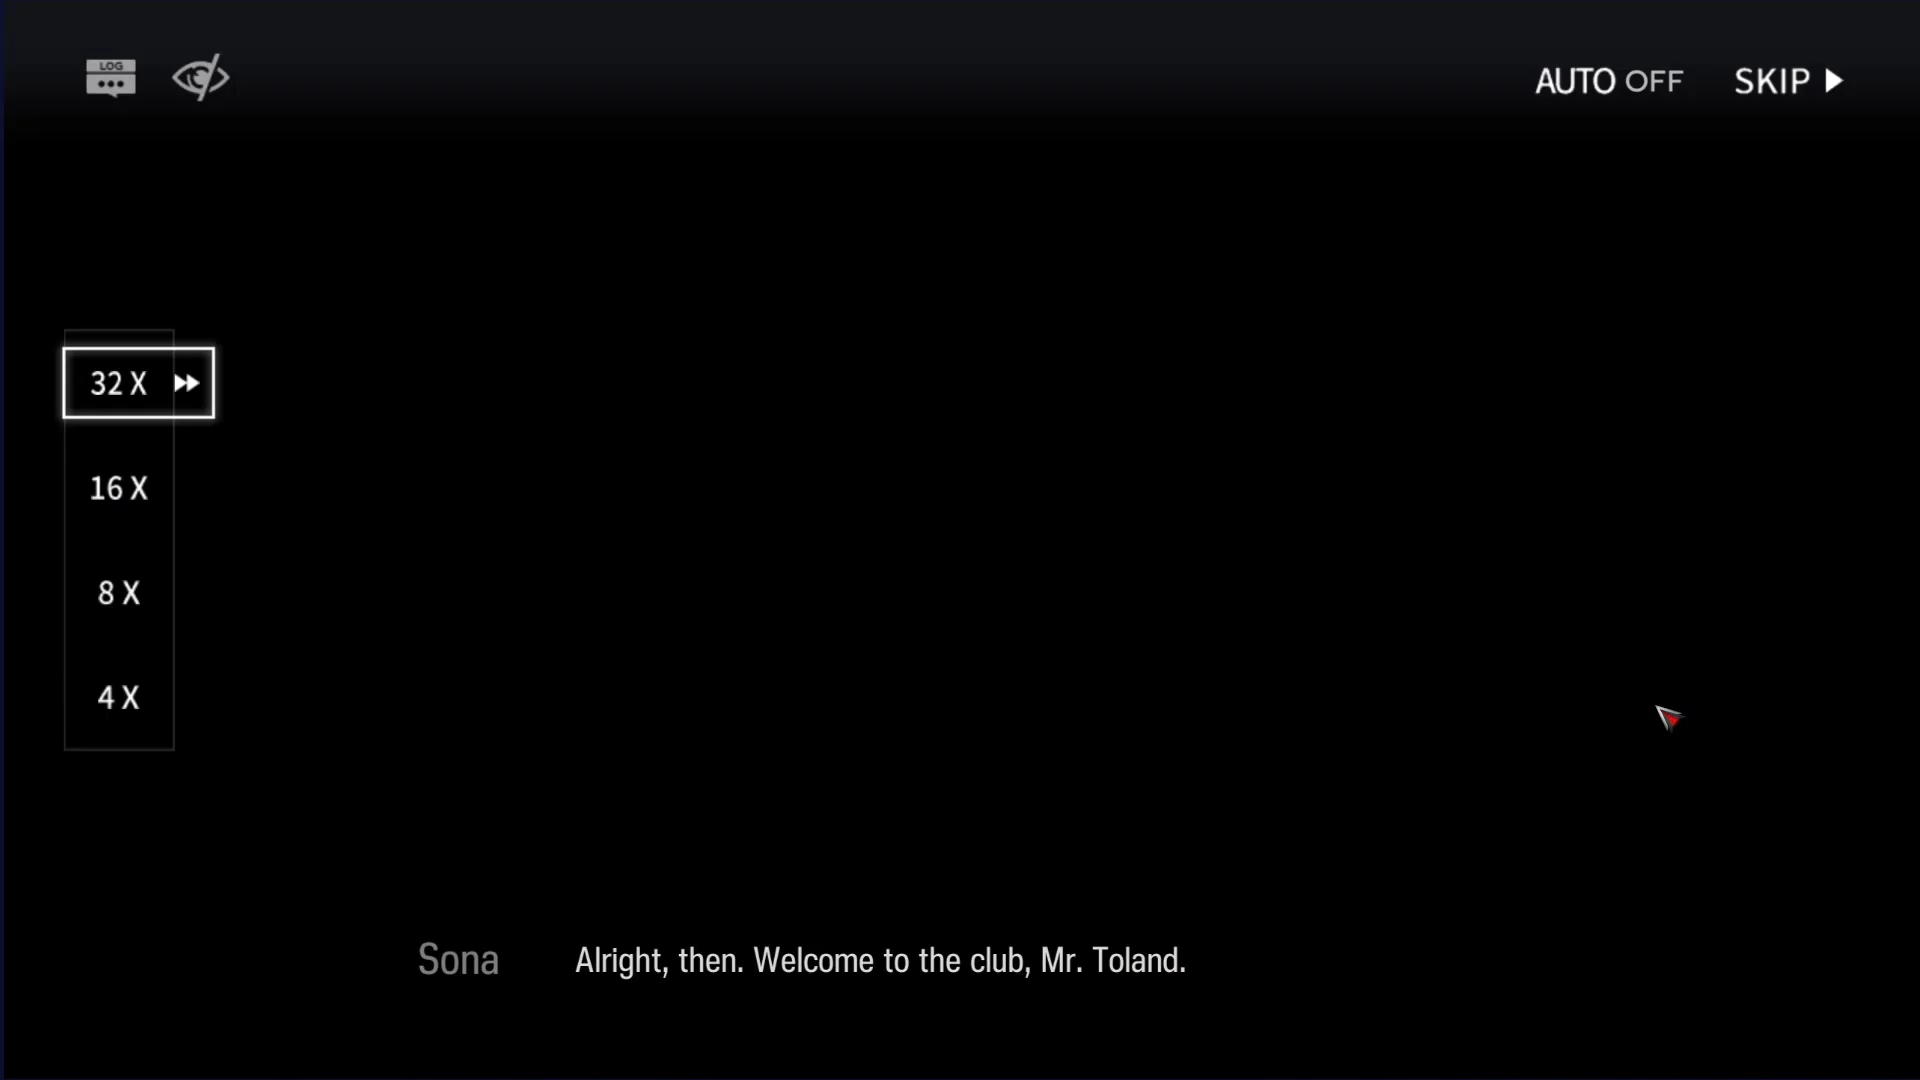 LOG
AUTO OFF SKIP
32 X
16 X
8 X
4 X
Sona Alright, then. Welcome to the club, Mr. Toland.